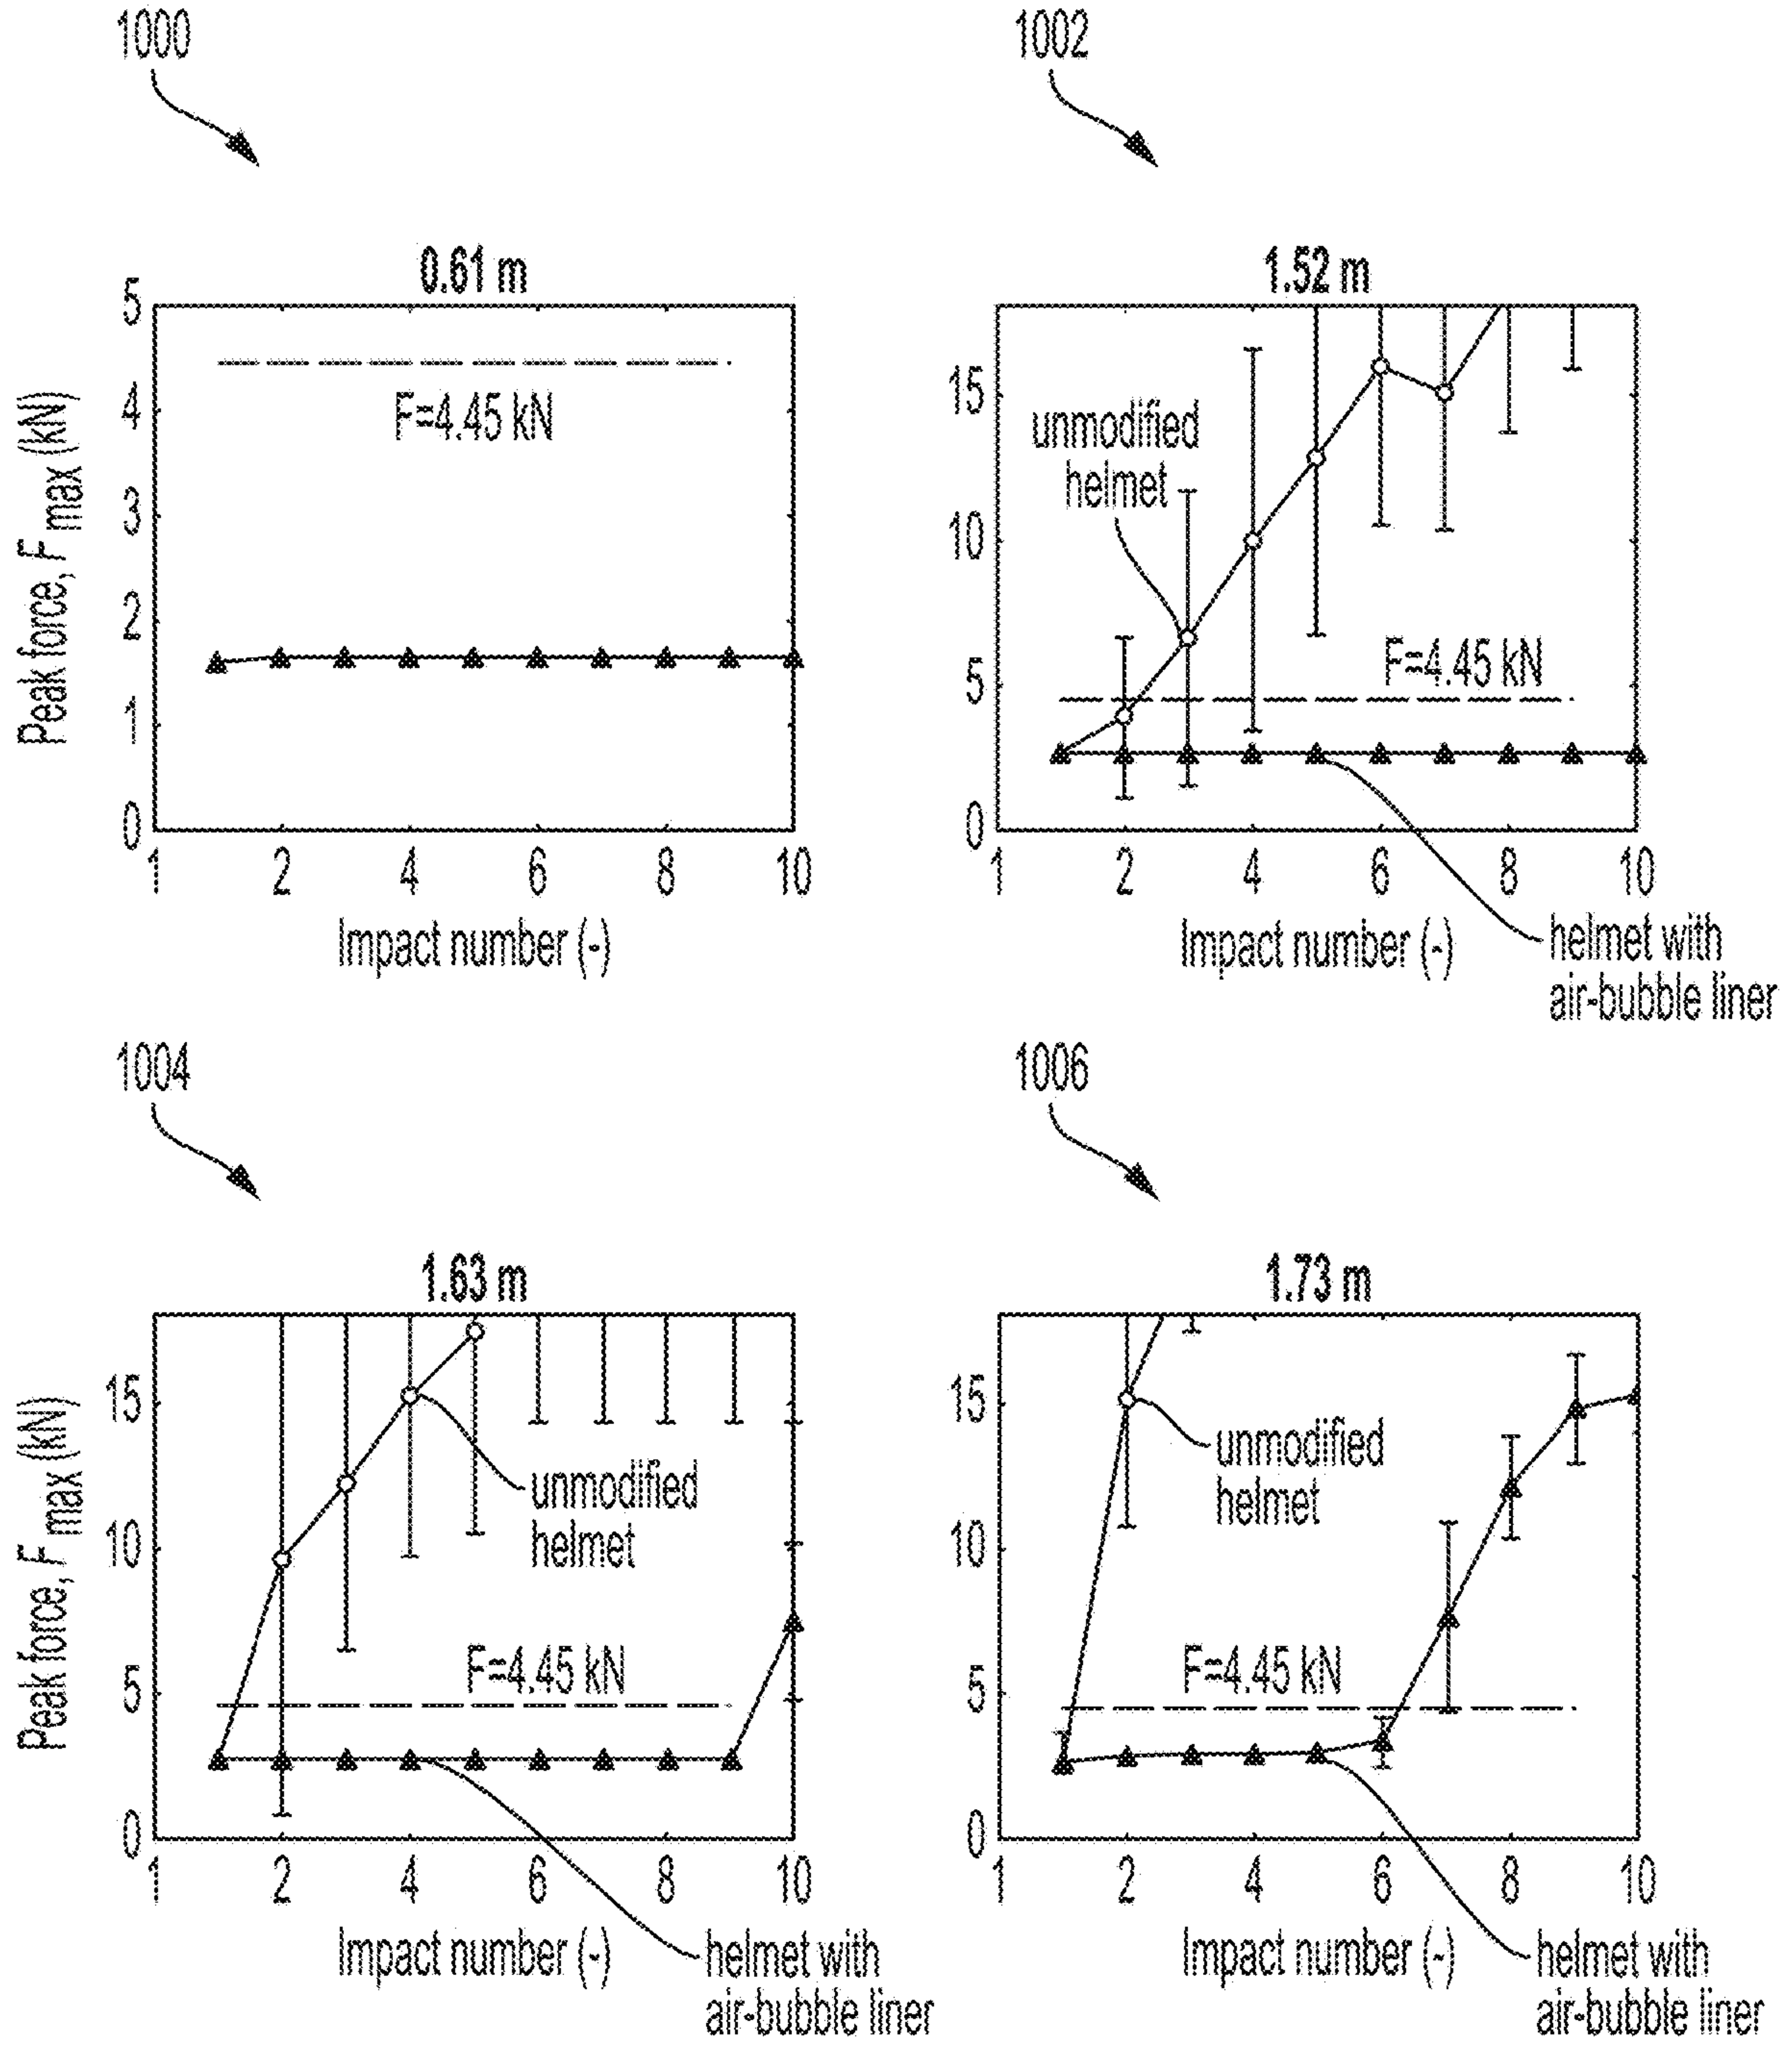 1000
1002
0.61 m
5
4
3
2
1
0
F=4.45 kN
Peak force, Fmax (kN)
1 2 4 6 8 10
Impact number (-)
1.52 m
15
10
5
0
unmodified
helmet
F=4.45 kN
1 2 4 6 8 10
Impact number (-)
helmet with
air-bubble liner
1004
1006
1.63 m
15
10
5
0
unmodified
helmet
F=4.45 kN
Peak force, Fmax (kN)
1 2 4 6 8 10
Impact number (-)
helmet with
air-bubble liner
1.73 m
15
10
5
0
unmodified
helmet
F=4.45 kN
1 2 4 6 8 10
Impact number (-)
helmet with
air-bubble liner